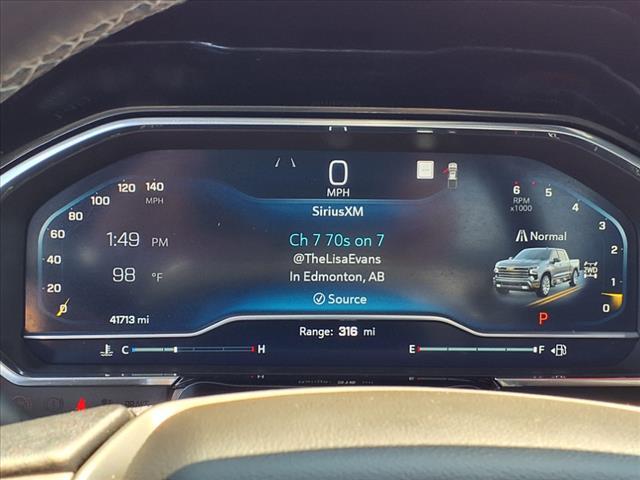 0
MPH
SiriusXM
Ch 7 70s on 7
@TheLisaEvans
In Edmonton, AB
Source
140
120
100
80
60
40
20
0
MPH
1:49 PM
98 °F
41713 mi
6
5
4
3
2
1
0
RPM
x1000
Normal
2WD
P
Range: 316 mi
C H
E F